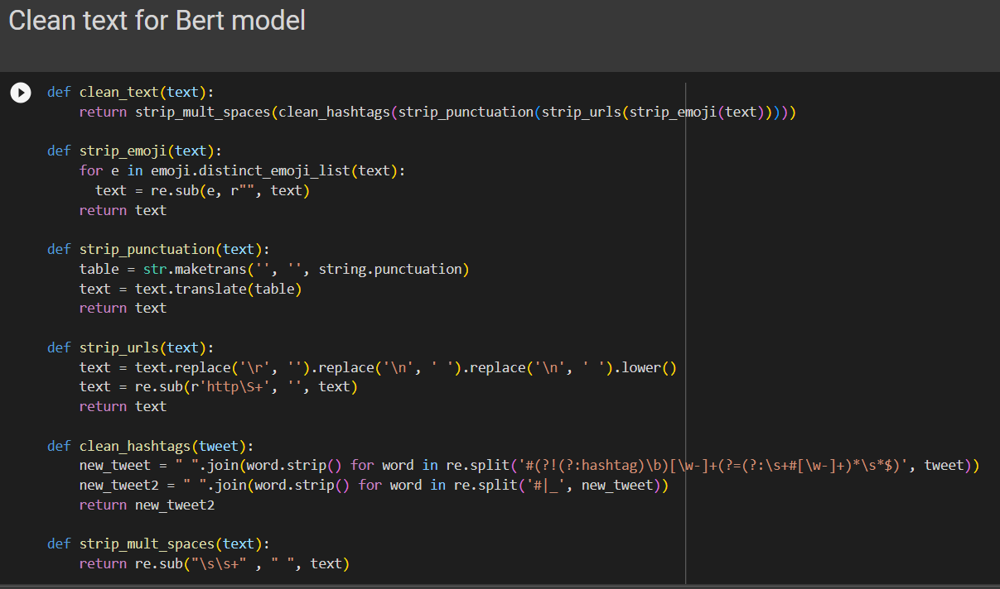 Clean text for Bert model
def clean_text(text):
    return strip_mult_spaces(clean_hashtags(strip_punctuation(strip_urls(strip_emoji(text)))))
def strip_emoji(text):
    for e in emoji.distinct_emoji_list(text):
      text = re.sub(e, r"", text)
    return text
def strip_punctuation(text):
    table = str.maketrans('', '', string.punctuation)
    text = text.translate(table)
    return text
def strip_urls(text):
    text = text.replace('\r', '').replace('\n', ' ').replace('\n', ' ').lower()
    text = re.sub(r'http\S+', '', text)
    return text
def clean_hashtags(tweet):
    new_tweet = " ".join(word.strip() for word in re.split('#(?!(?:hashtag)\b)[\w-]+(?=(?:\s+#[\w-]+)*\s*$)', tweet))
    new_tweet2 = " ".join(word.strip() for word in re.split('#|_', new_tweet))
    return new_tweet2
def strip_mult_spaces(text):
    return re.sub("\s\s+" , " ", text)